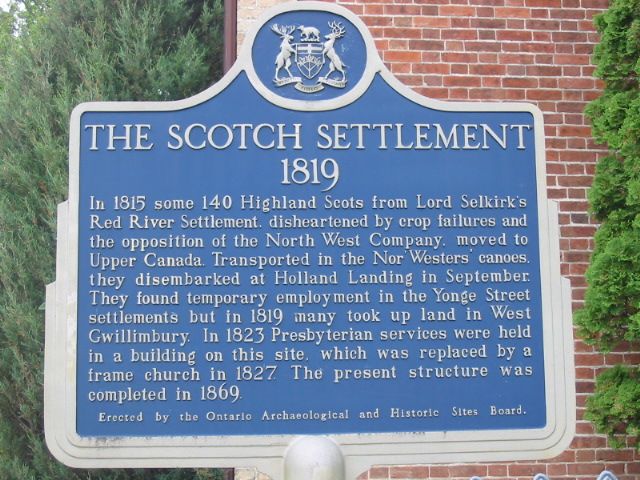 THE SCOTCH SETTLEMENT
1819
In 1815 some 140 Highland Scots from Lord Selkirk's
Red River Settlement, disheartened by crop failures and
the opposition of the North West Company, moved to
Upper Canada. Transported in the Nor'Westers' canoes,
they disembarked at Holland Landing in September.
They found temporary employment in the Yonge Street
settlements but in 1819 many took up land in West
Gwillimbury. In 1823 Presbyterian services were held
in a building on this site, which was replaced by a
frame church in 1827. The present structure was
completed in 1869.
Erected by the Ontario Archaeological and Historic Sites Board.